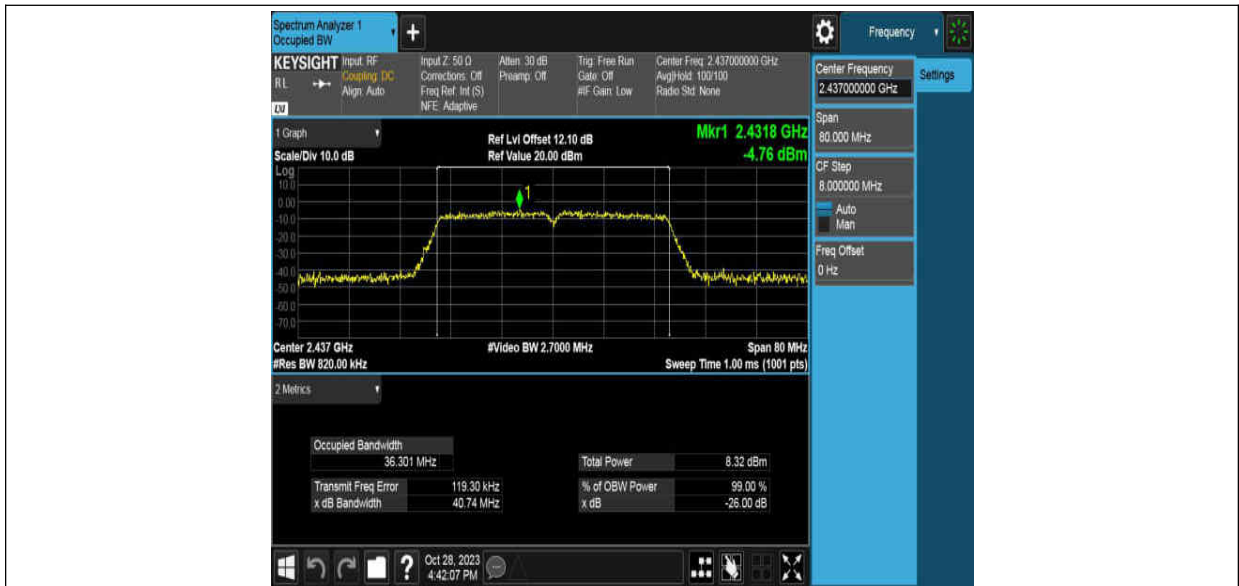 Spectrum Analyzer 1
Occupied BW
Frequency
KEYSIGHT Input: RF
R L Coupling: DC
Align: Auto
LXI
Input Z: 50 Ω
Corrections: Off
Freq Ref: Int (S)
NFE: Adaptive
Atten: 30 dB
Preamp: Off
Trig: Free Run
Gate: Off
#IF Gain: Low
Center Freq: 2.437000000 GHz
Avg|Hold: 100/100
Radio Std: None
Center Frequency
2.437000000 GHz
Settings
Span
80.000 MHz
CF Step
8.000000 MHz
Auto
Man
Freq Offset
0 Hz
1 Graph
Scale/Div 10.0 dB
Ref Lvl Offset 12.10 dB
Ref Value 20.00 dBm
Mkr1 2.4318 GHz
-4.76 dBm
Log
10.0
0.00
-10.0
-20.0
-30.0
-40.0
-50.0
-60.0
-70.0
1
Center 2.437 GHz
#Video BW 2.7000 MHz
Span 80 MHz
#Res BW 820.00 kHz
Sweep Time 1.00 ms (1001 pts)
2 Metrics
Occupied Bandwidth
36.301 MHz
Total Power 8.32 dBm
Transmit Freq Error 119.30 kHz
% of OBW Power 99.00 %
x dB Bandwidth 40.74 MHz
x dB -26.00 dB
?
Oct 28, 2023
4:42:07 PM